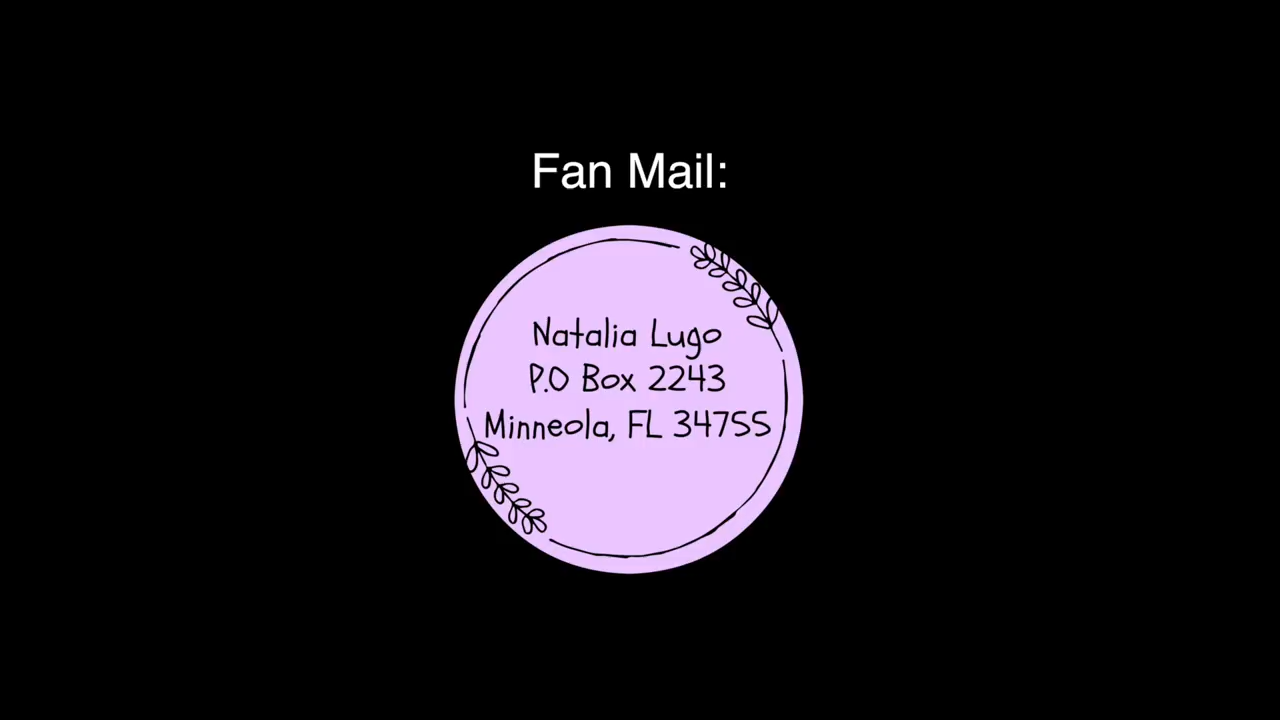 Fan Mail:
Natalia Lugo
P.O Box 2243
Minneola, FL 34755